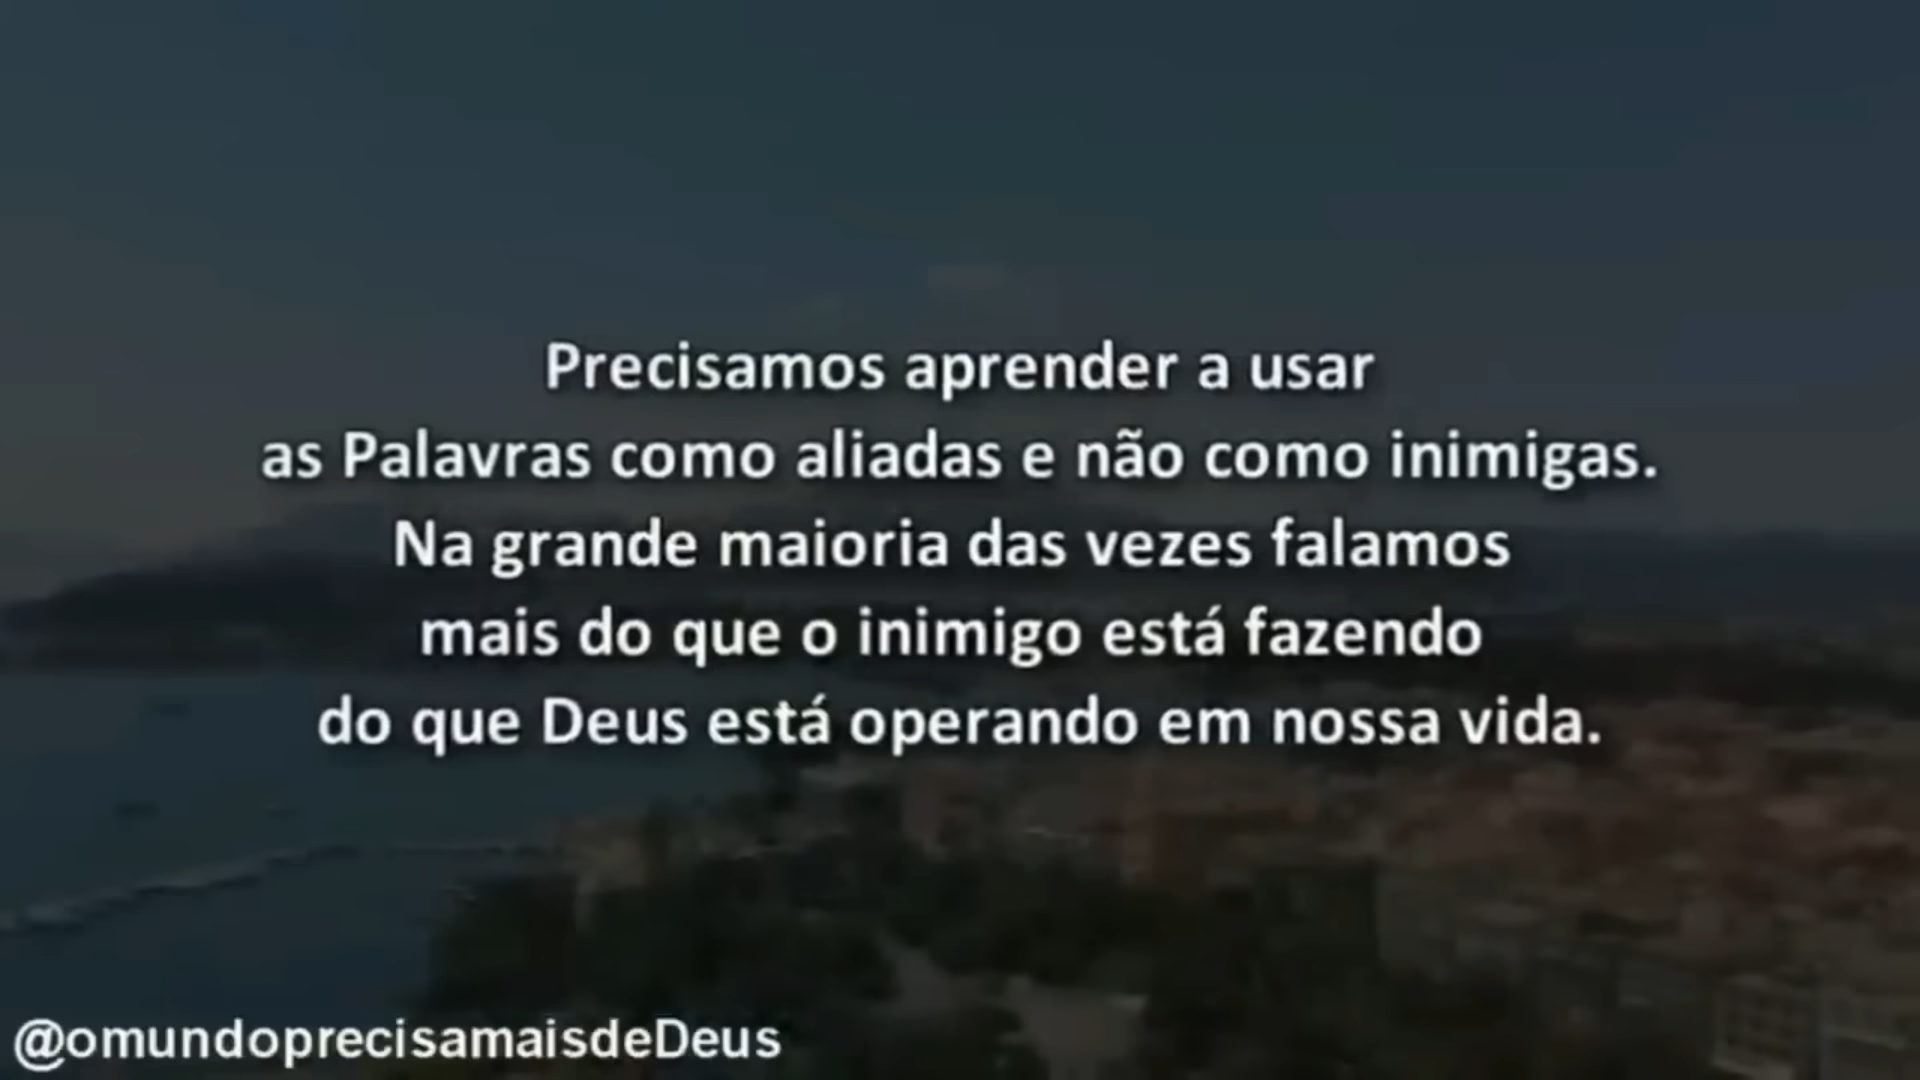 Precisamos aprender a usar
as Palavras como aliadas e não como inimigas.
Na grande maioria das vezes falamos
mais do que o inimigo está fazendo
do que Deus está operando em nossa vida.
@omundoprecisamaisdeDeus